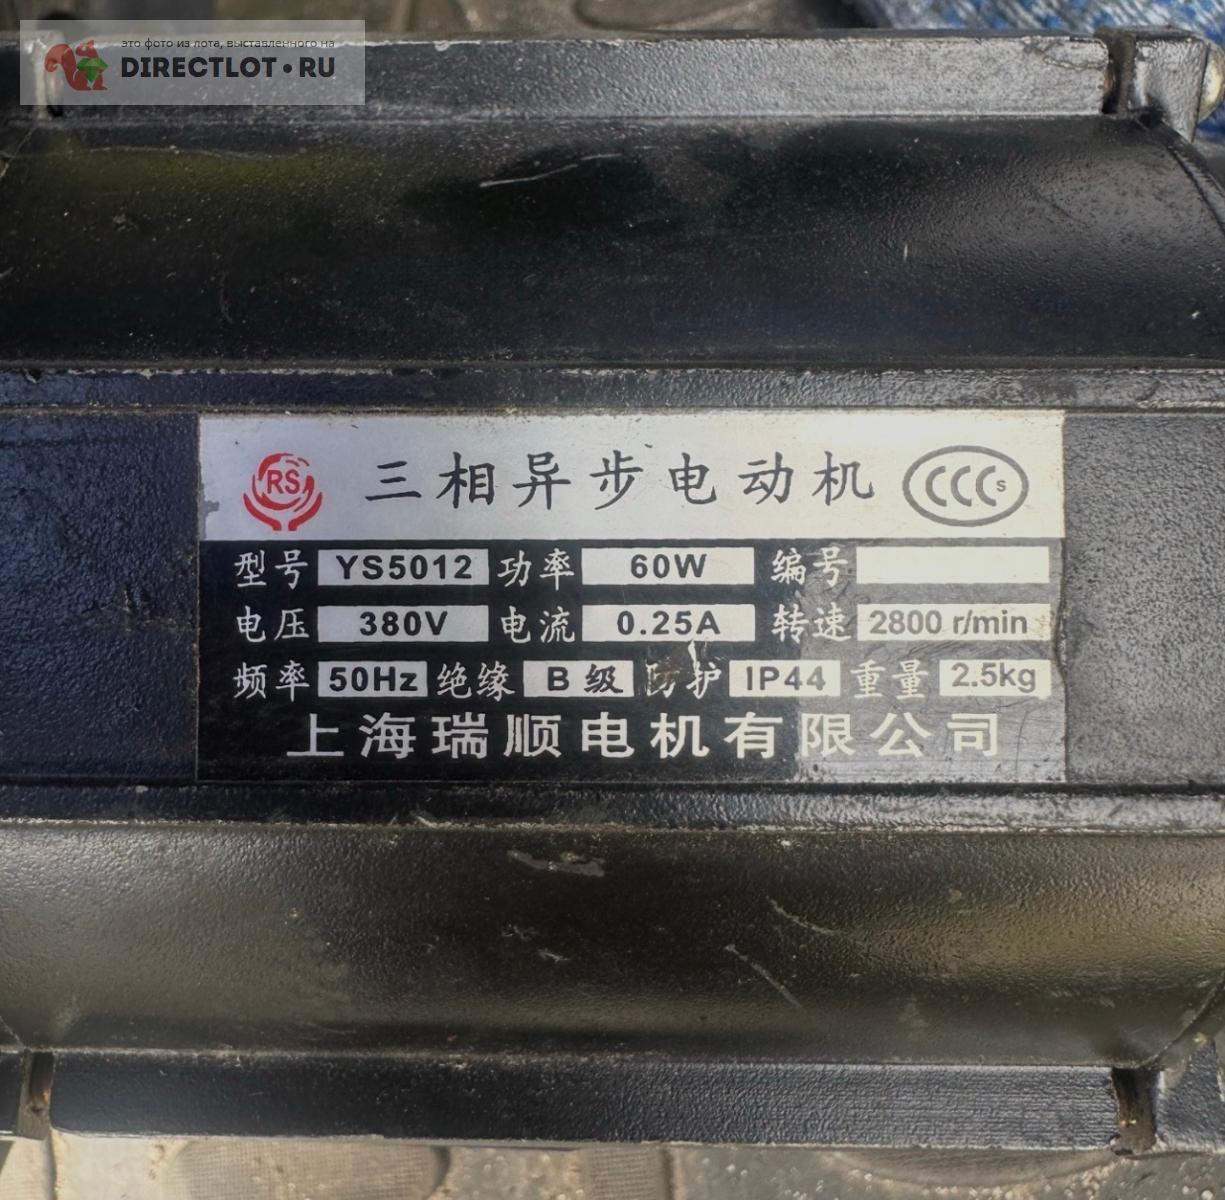 это фото из лота, выставленного на
DIRECTLOT•RU
RS 三相异步电动机 CCC S
型号 YS5012 功率 60W 编号
电压 380V 电流 0.25A 转速 2800 r/min
频率 50Hz 绝缘 B 级 防护 IP44 重量 2.5kg
上海瑞顺电机有限公司